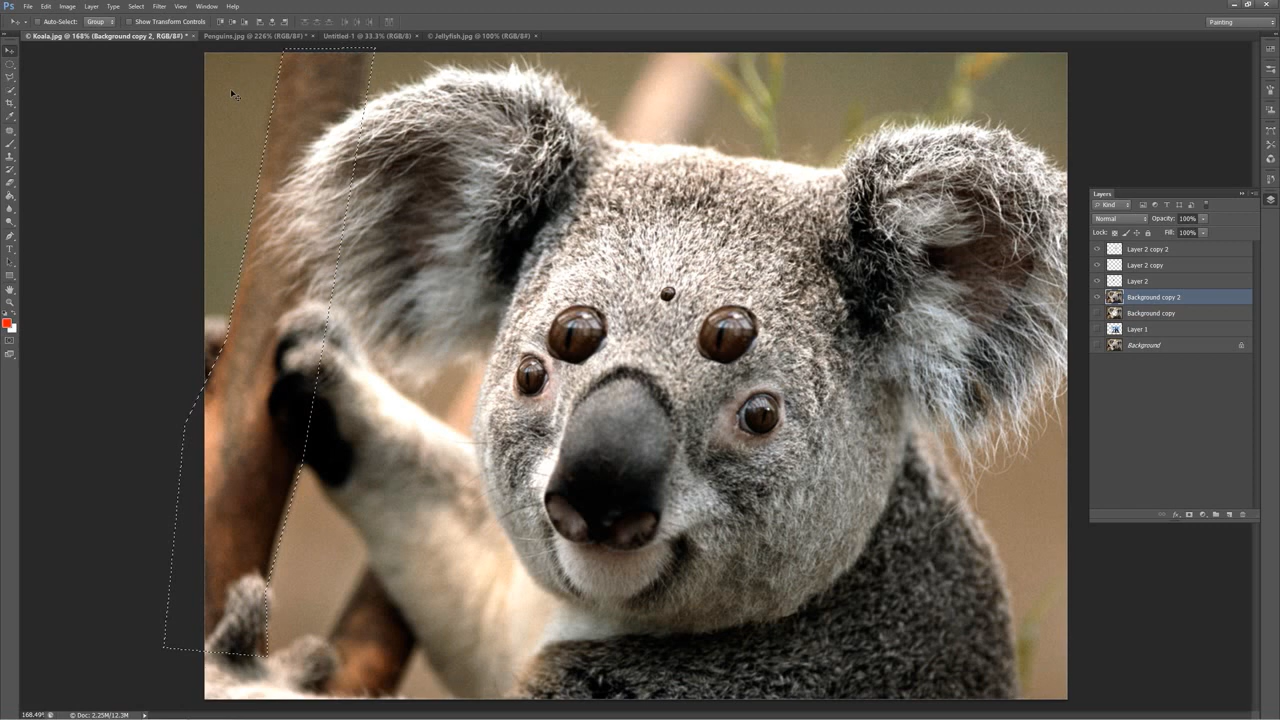 Ps File Edit Image Layer Type Select Filter View Window Help
Auto-Select: Group Show Transform Controls Painting
© Koala.jpg @ 168% (Background copy 2, RGB/8#) * × Penguins.jpg @ 226% (RGB/8#) * × Untitled-1 @ 33.3% (RGB/8) × © Jellyfish.jpg @ 100% (RGB/8#) ×
Layers
Kind
Normal Opacity: 100%
Lock: Fill: 100%
Layer 2 copy 2
Layer 2 copy
Layer 2
Background copy 2
Background copy
Layer 1
Background
168.49% © Doc: 2.25M/12.3M